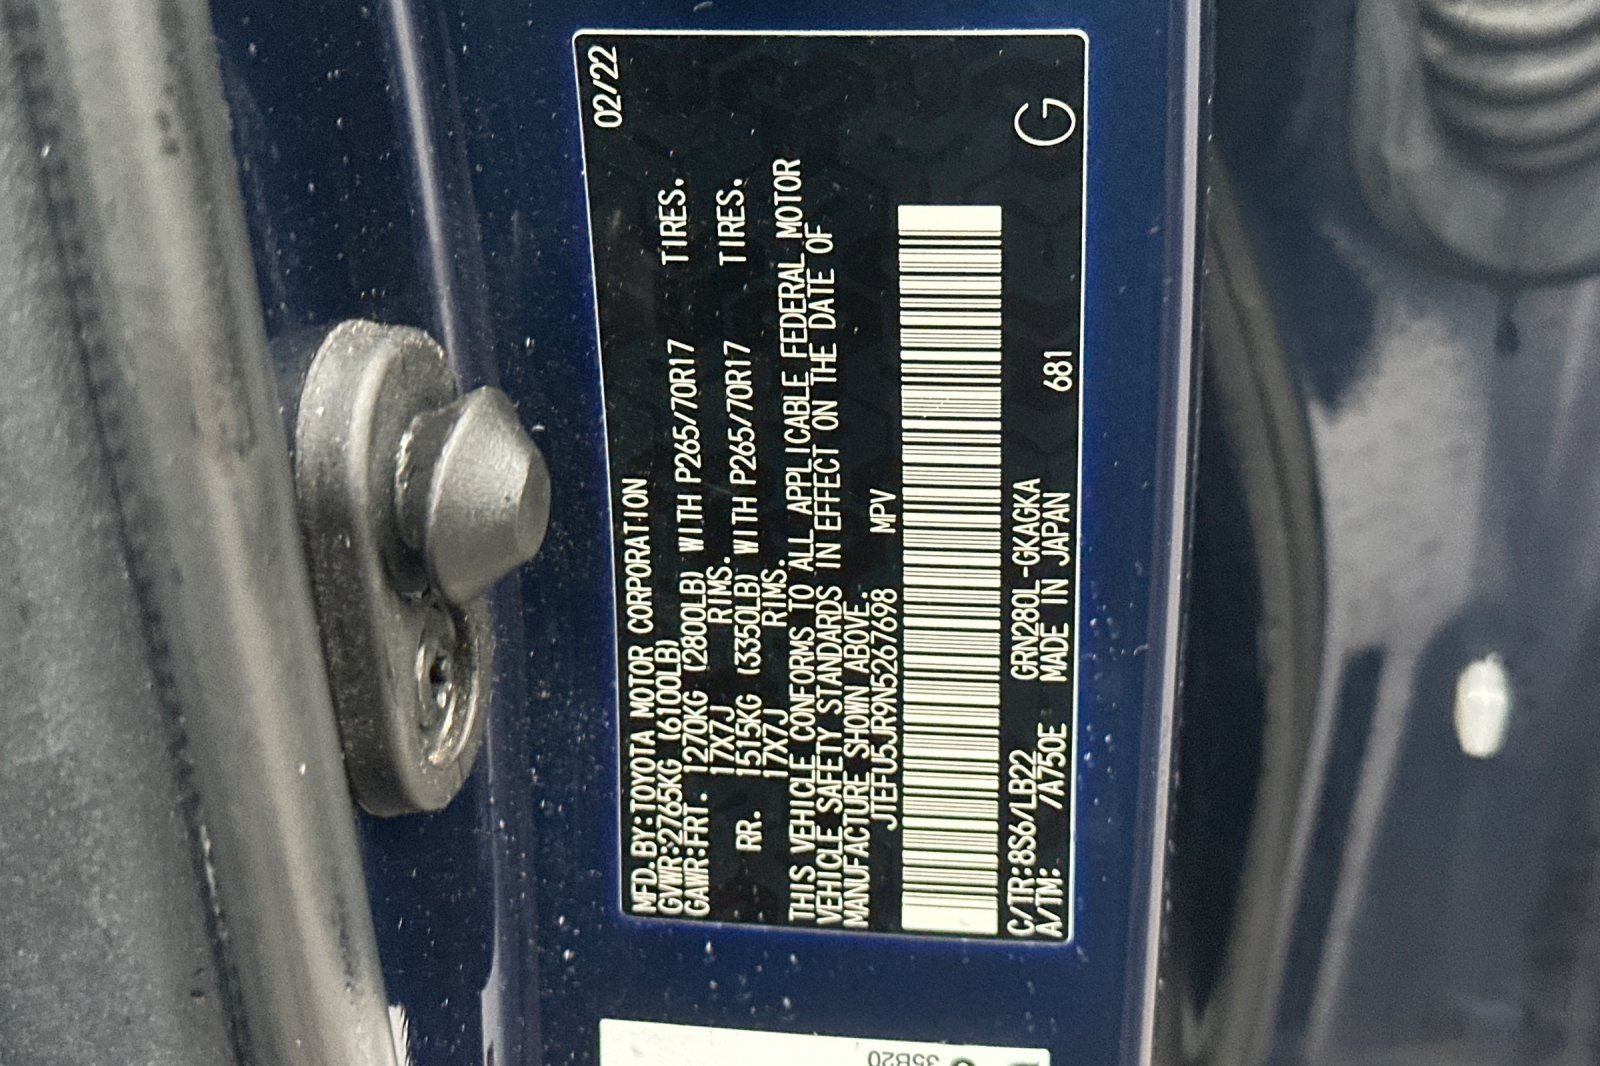 02/22
MFD.BY:TOYOTA MOTOR CORPORATION
GVWR:2765KG (6100LB)
GAWR:FRT. 1270KG (2800LB) WITH P265/70R17 TIRES.
17X7J RIMS.
RR. 1515KG (3350LB) WITH P265/70R17 TIRES.
17X7J RIMS.
THIS VEHICLE CONFORMS TO ALL APPLICABLE FEDERAL MOTOR
VEHICLE SAFETY STANDARDS IN EFFECT ON THE DATE OF
MANUFACTURE SHOWN ABOVE.
JTEFU5JR9N5267698 MPV
C/TR:8S6/LB22 GRN280L-GKAGKA 681 G
A/TM: /A750E MADE IN JAPAN
35B20